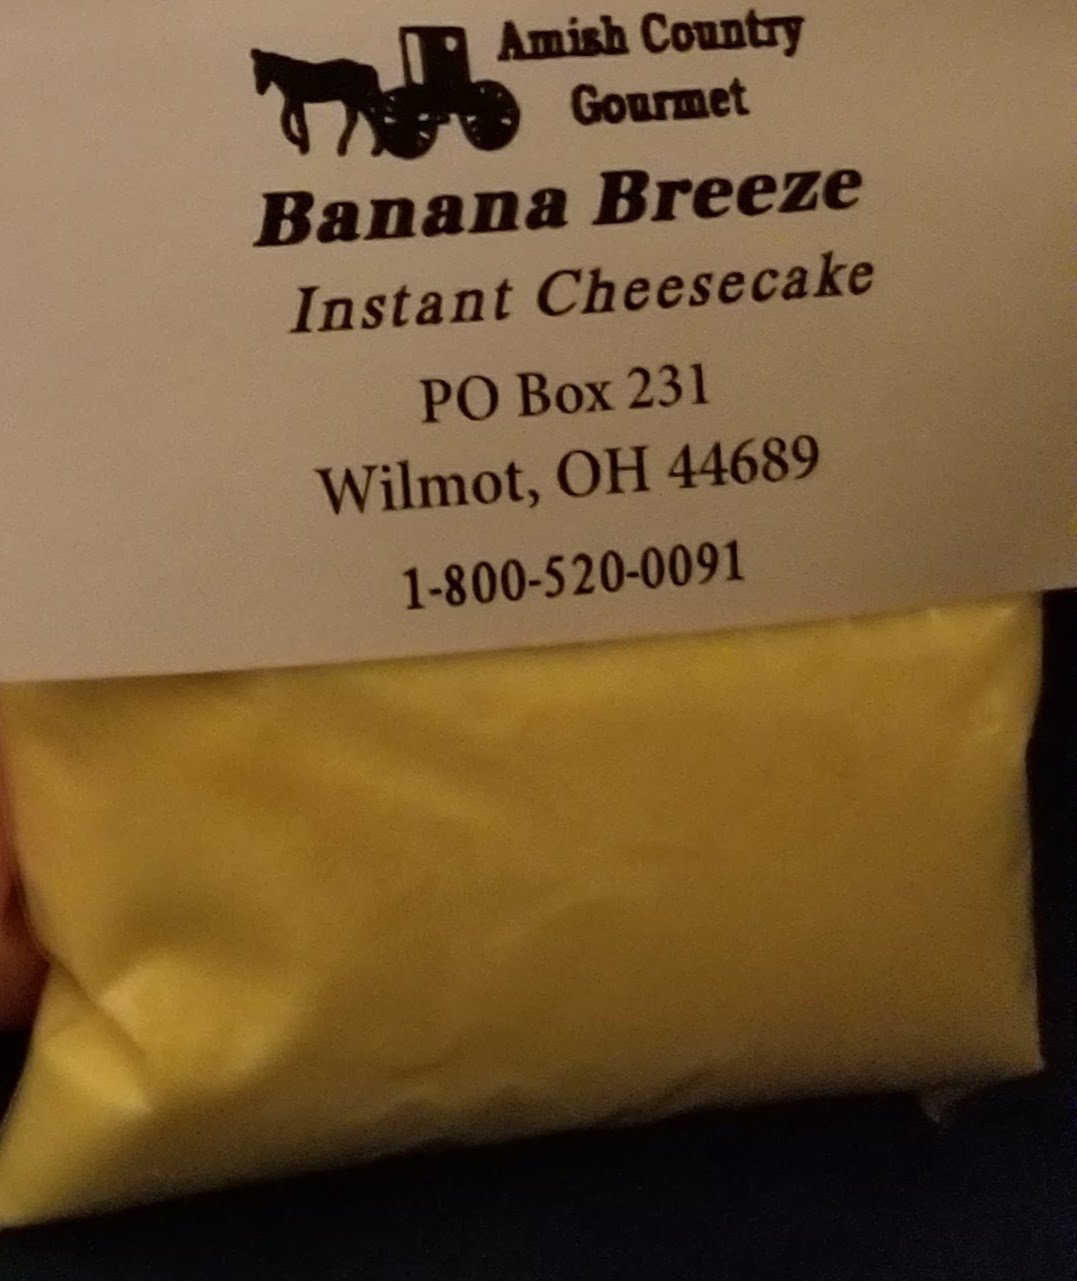 Amish Country
Gourmet
Banana Breeze
Instant Cheesecake
PO Box 231
Wilmot, OH 44689
1-800-520-0091